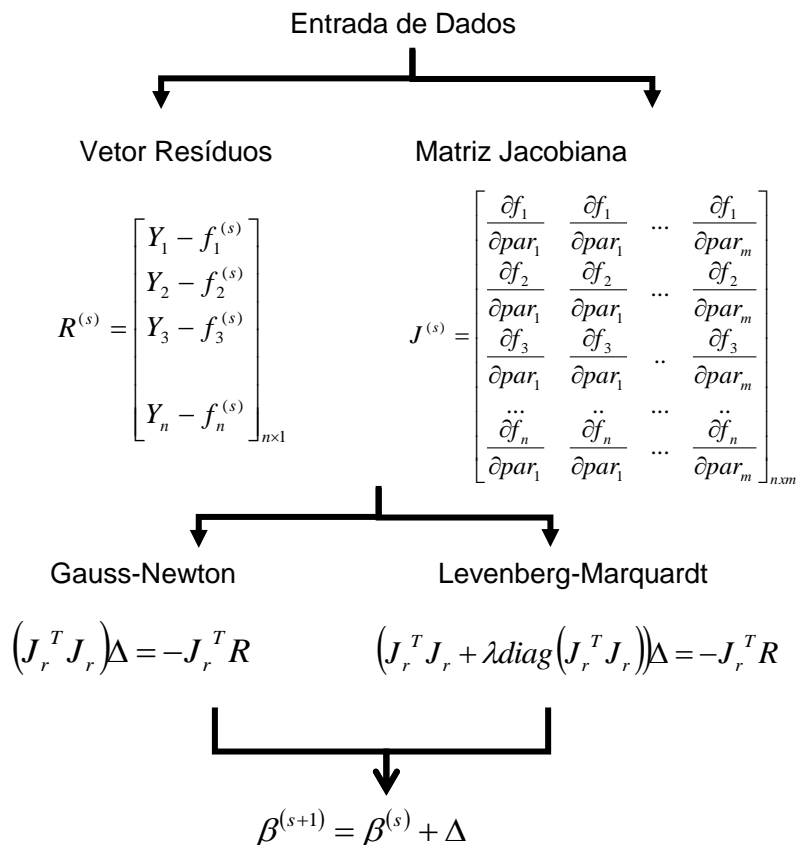 Entrada de Dados
Vetor Resíduos
Matriz Jacobiana
R^{(s)} = [Y_1 − f_1^{(s)}
Y_2 − f_2^{(s)}
Y_3 − f_3^{(s)}
Y_n − f_n^{(s)}]_{n×1}
J^{(s)} = [∂f_1/∂par_1 ∂f_1/∂par_1 ... ∂f_1/∂par_m
∂f_2/∂par_1 ∂f_2/∂par_1 ... ∂f_2/∂par_m
∂f_3/∂par_1 ∂f_3/∂par_1 .. ∂f_3/∂par_m
... .. ... ..
∂f_n/∂par_1 ∂f_n/∂par_1 ... ∂f_n/∂par_m]_{nxm}
Gauss-Newton
Levenberg-Marquardt
(J_r^T J_r)Δ = −J_r^T R
(J_r^T J_r + λdiag(J_r^T J_r))Δ = −J_r^T R
β^{(s+1)} = β^{(s)} + Δ